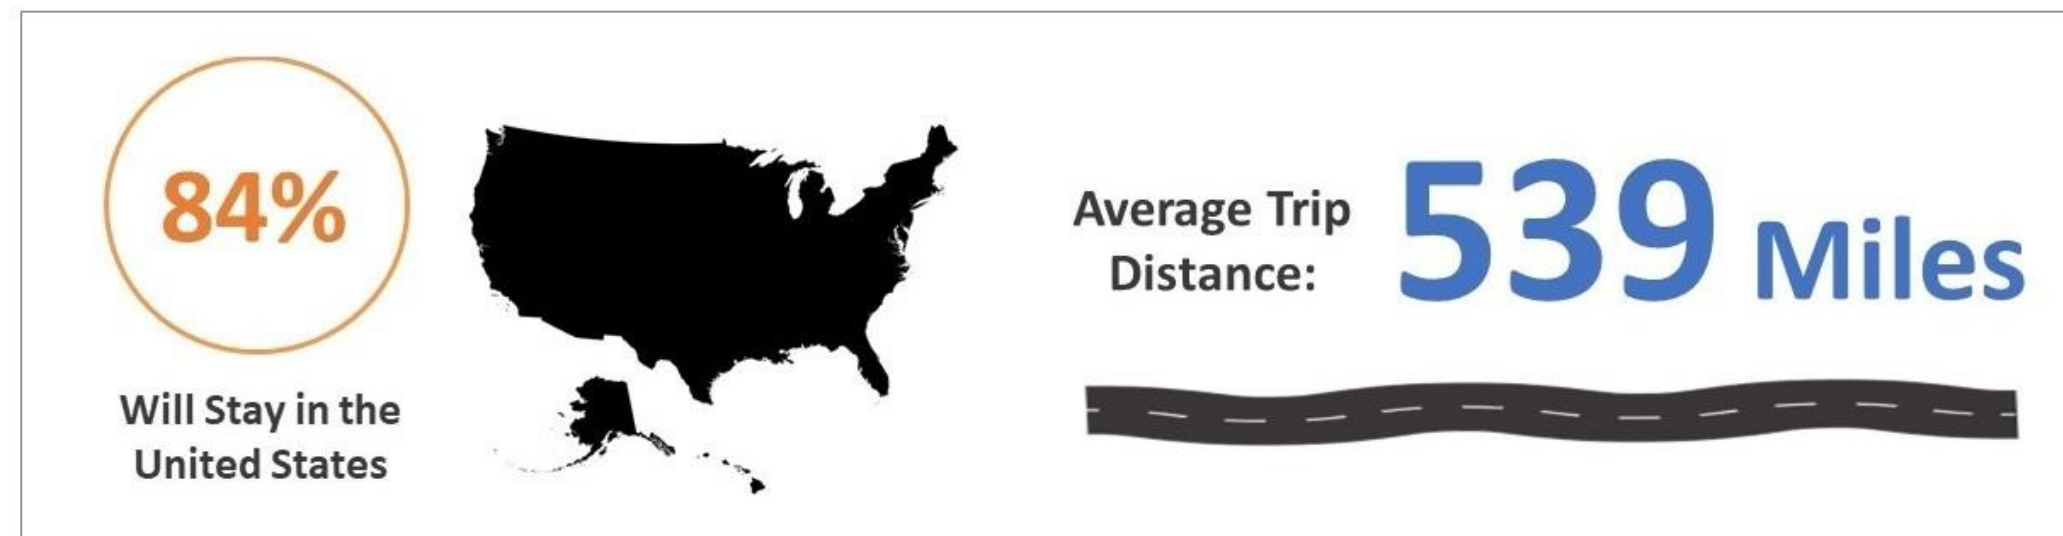 84%
Will Stay in the
United States
Average Trip
Distance:
539 Miles